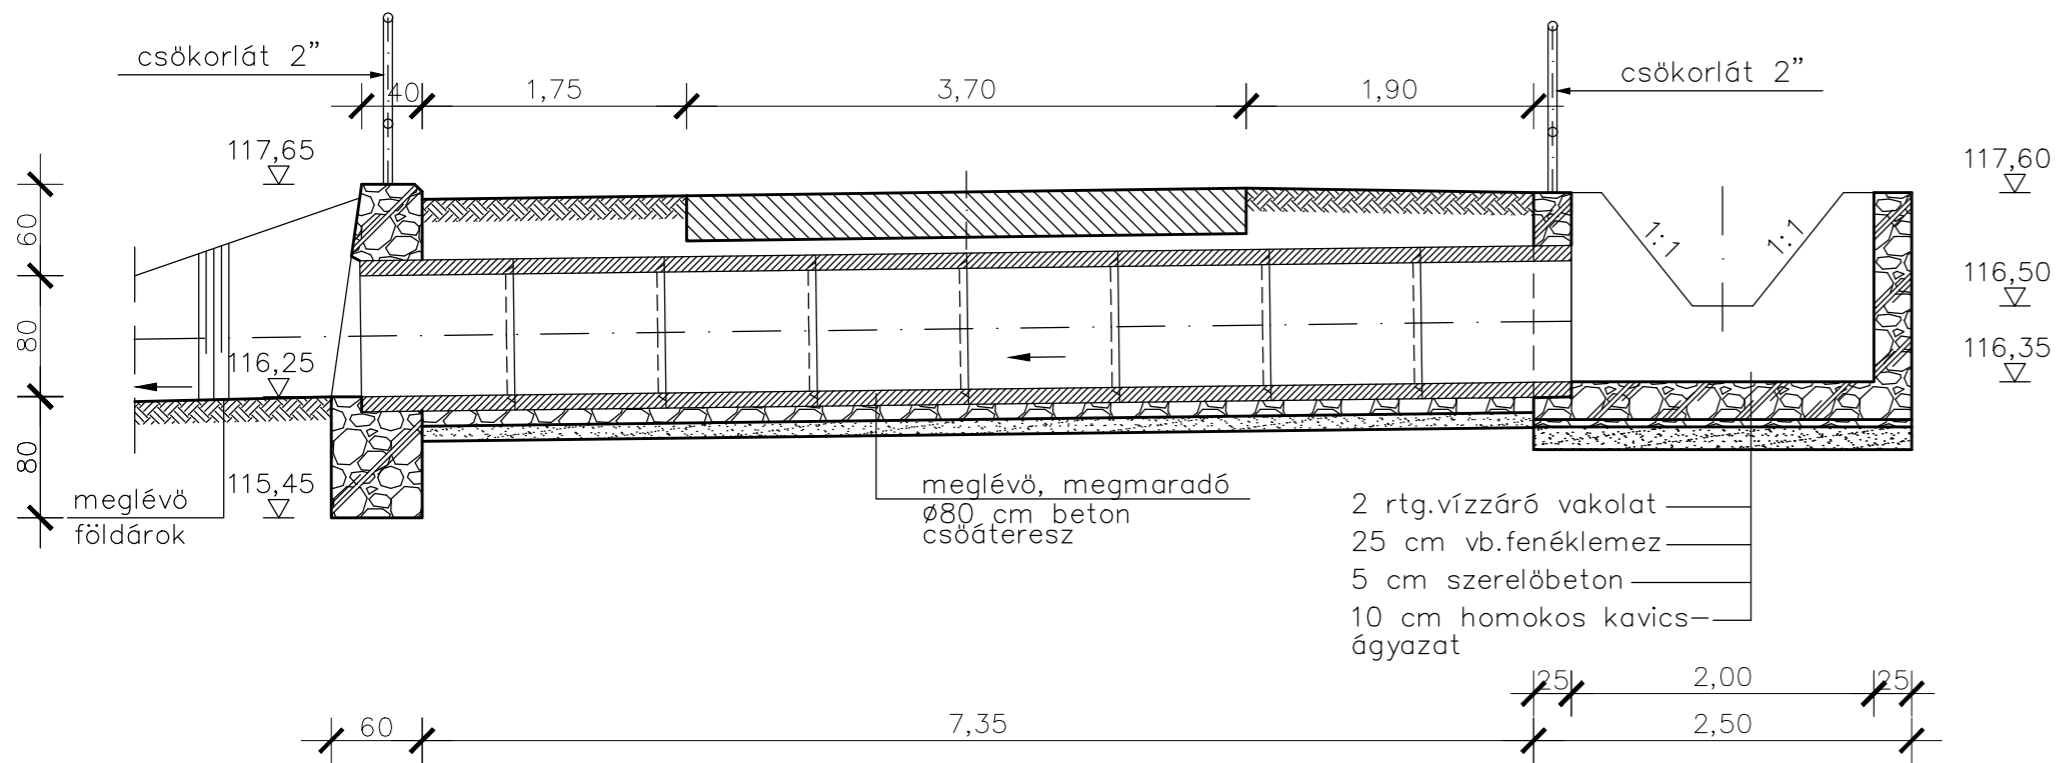 csökorlát 2”
csökorlát 2”
40
1,75
3,70
1,90
117,65
117,60
60
1:1
1:1
116,50
80
116,25
116,35
80
115,45
meglévö
földárok
meglévö, megmaradó
Ø80 cm beton
csöáteresz
2 rtg.vízzáró vakolat
25 cm vb.fenéklemez
5 cm szerelöbeton
10 cm homokos kavics-
ágyazat
25
2,00
25
60
7,35
2,50